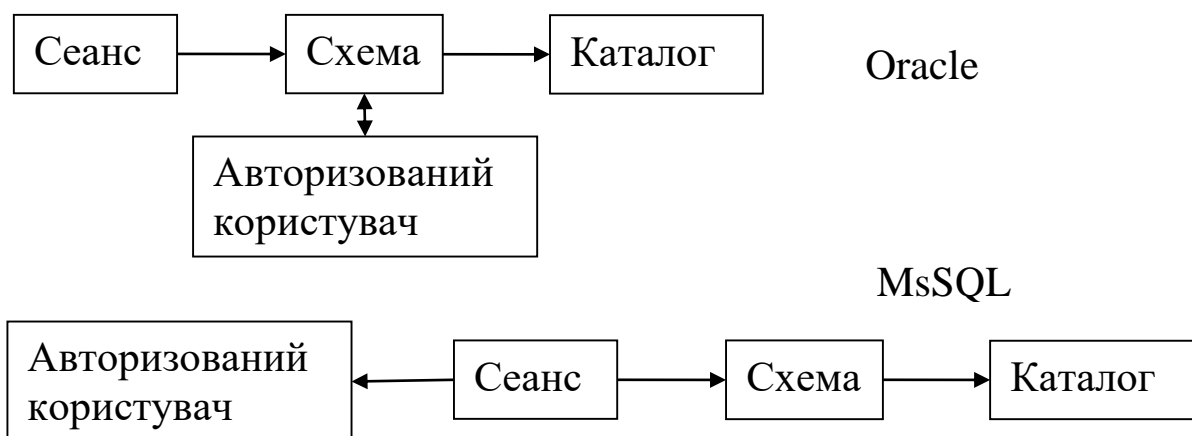 Сеанс
Схема
Каталог
Oracle
Авторизований
користувач
MsSQL
Авторизований
користувач
Сеанс
Схема
Каталог